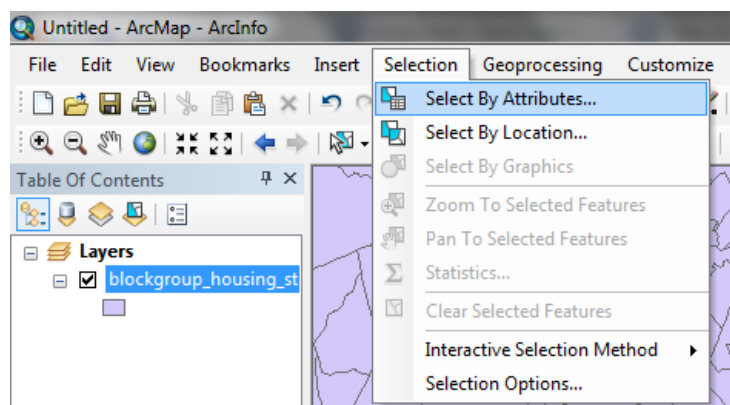 Untitled - ArcMap - ArcInfo
File Edit View Bookmarks Insert Selection Geoprocessing Customize
Select By Attributes...
Select By Location...
Select By Graphics
Zoom To Selected Features
Pan To Selected Features
Statistics...
Clear Selected Features
Interactive Selection Method
Selection Options...
Table Of Contents
Layers
blockgroup_housing_st